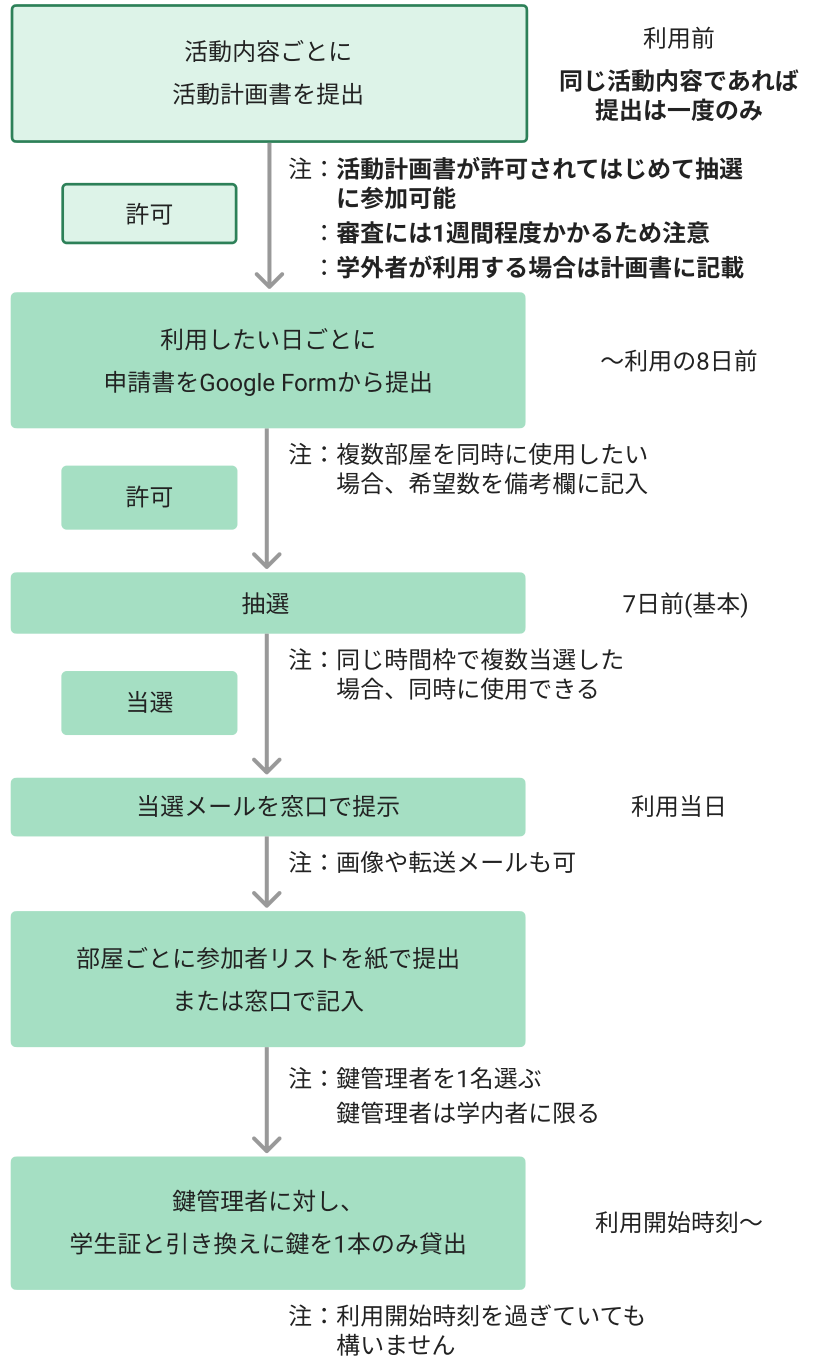 活動内容ごとに
活動計画書を提出
利用前
同じ活動内容であれば
提出は一度のみ
注：活動計画書が許可されてはじめて抽選
に参加可能
：審査には1週間程度かかるため注意
：学外者が利用する場合は計画書に記載
許可
利用したい日ごとに
申請書をGoogle Formから提出
〜利用の8日前
注：複数部屋を同時に使用したい
場合、希望数を備考欄に記入
許可
抽選
7日前(基本)
注：同じ時間枠で複数当選した
場合、同時に使用できる
当選
当選メールを窓口で提示
利用当日
注：画像や転送メールも可
部屋ごとに参加者リストを紙で提出
または窓口で記入
注：鍵管理者を1名選ぶ
鍵管理者は学内者に限る
鍵管理者に対し、
学生証と引き換えに鍵を1本のみ貸出
利用開始時刻〜
注：利用開始時刻を過ぎていても
構いません